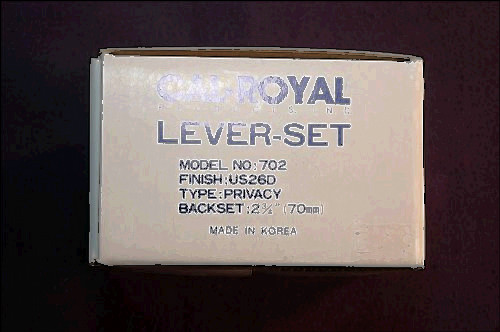 CAL-ROYAL
LEVER-SET
MODEL NO:702
FINISH:US26D
TYPE:PRIVACY
BACKSET:2¾" (70mm)
MADE IN KOREA